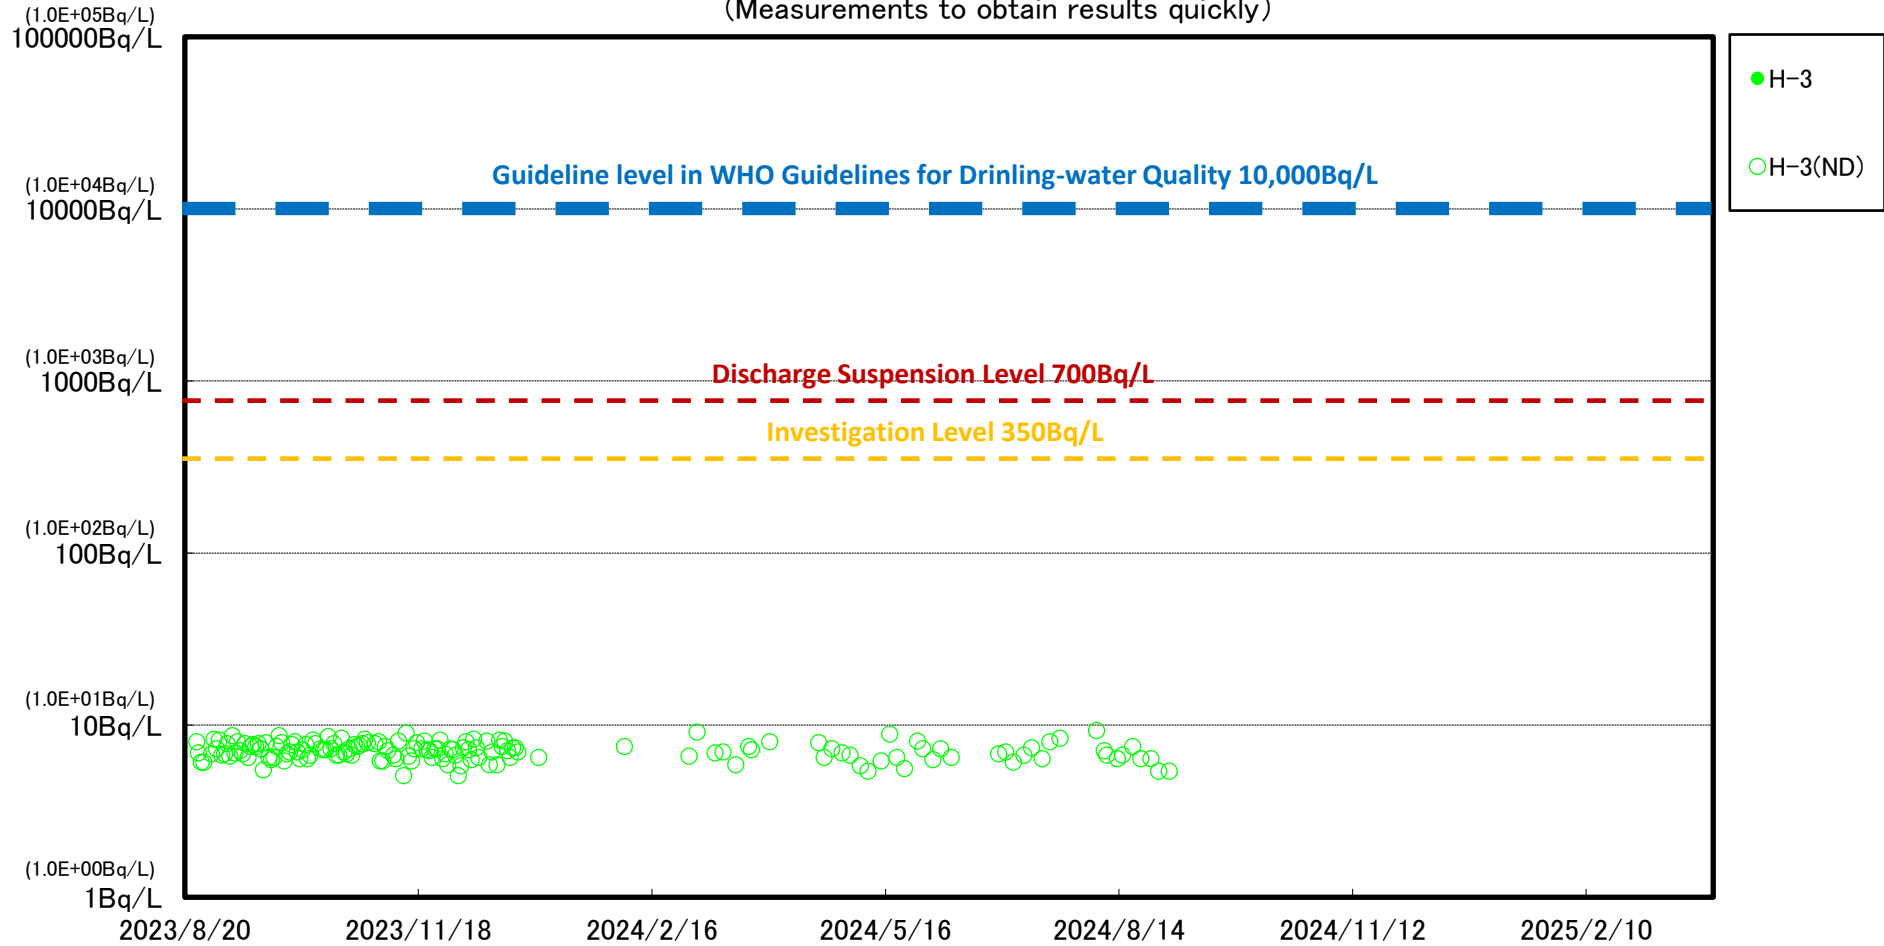 (Measurements to obtain results quickly)
(1.0E+05Bq/L)
100000Bq/L
H-3
H-3(ND)
Guideline level in WHO Guidelines for Drinling-water Quality 10,000Bq/L
(1.0E+04Bq/L)
10000Bq/L
(1.0E+03Bq/L)
1000Bq/L
Discharge Suspension Level 700Bq/L
Investigation Level 350Bq/L
(1.0E+02Bq/L)
100Bq/L
(1.0E+01Bq/L)
10Bq/L
(1.0E+00Bq/L)
1Bq/L
2023/8/20 2023/11/18 2024/2/16 2024/5/16 2024/8/14 2024/11/12 2025/2/10